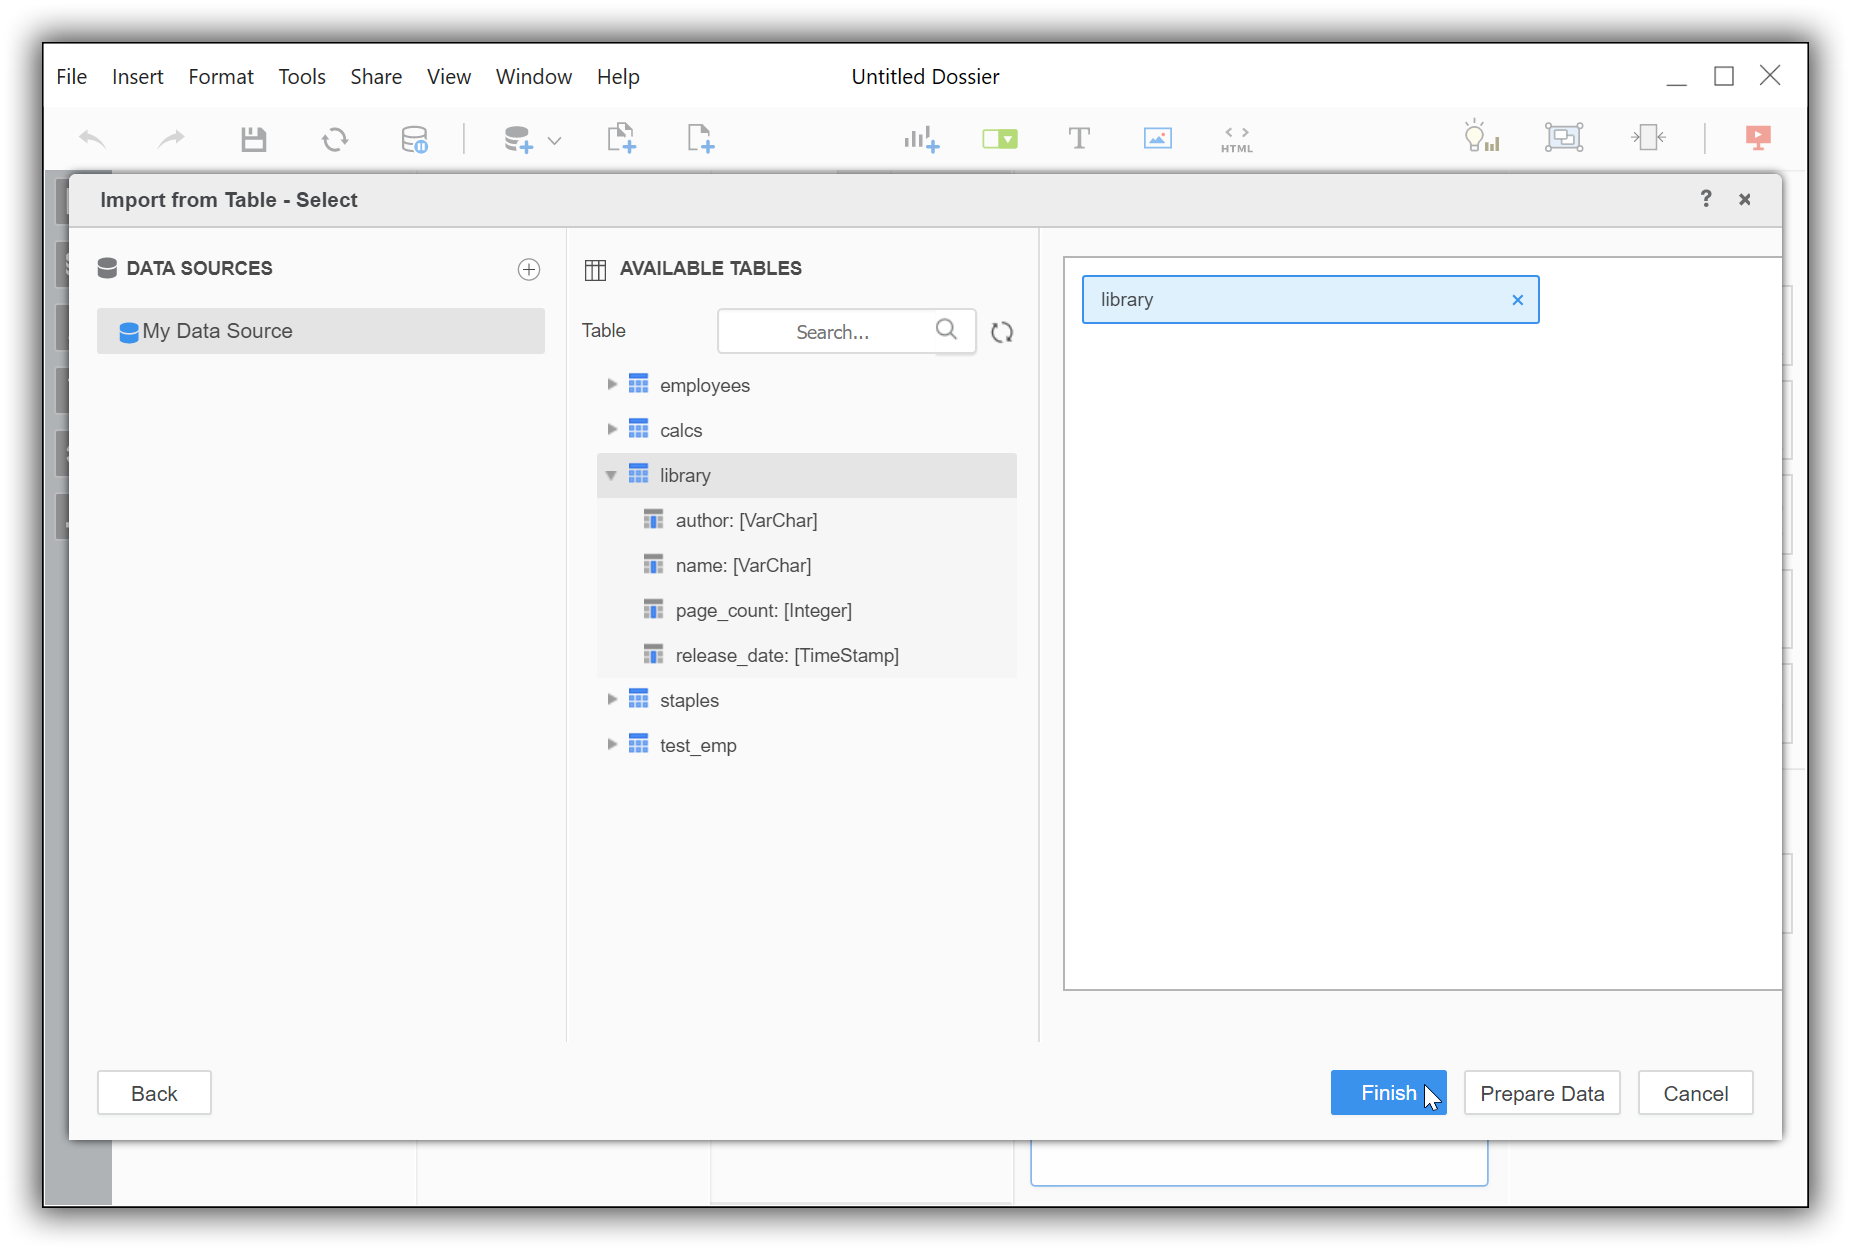 File Insert Format Tools Share View Window Help Untitled Dossier
T
< >
HTML
Import from Table - Select ? ×
DATA SOURCES
AVAILABLE TABLES
library ×
My Data Source
Table Search...
employees
calcs
library
author: [VarChar]
name: [VarChar]
page_count: [Integer]
release_date: [TimeStamp]
staples
test_emp
Back Finish Prepare Data Cancel